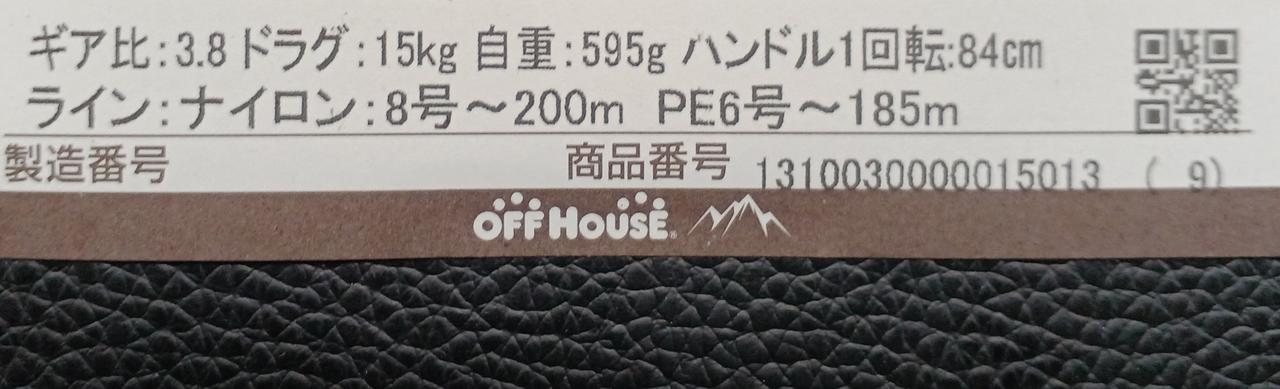 ギア比:3.8 ドラグ:15kg 自重:595g ハンドル1回転:84cm
ライン:ナイロン:8号～200m PE6号～185m
製造番号 商品番号 1310030000015013 ( 9)
OFF HOUSE®